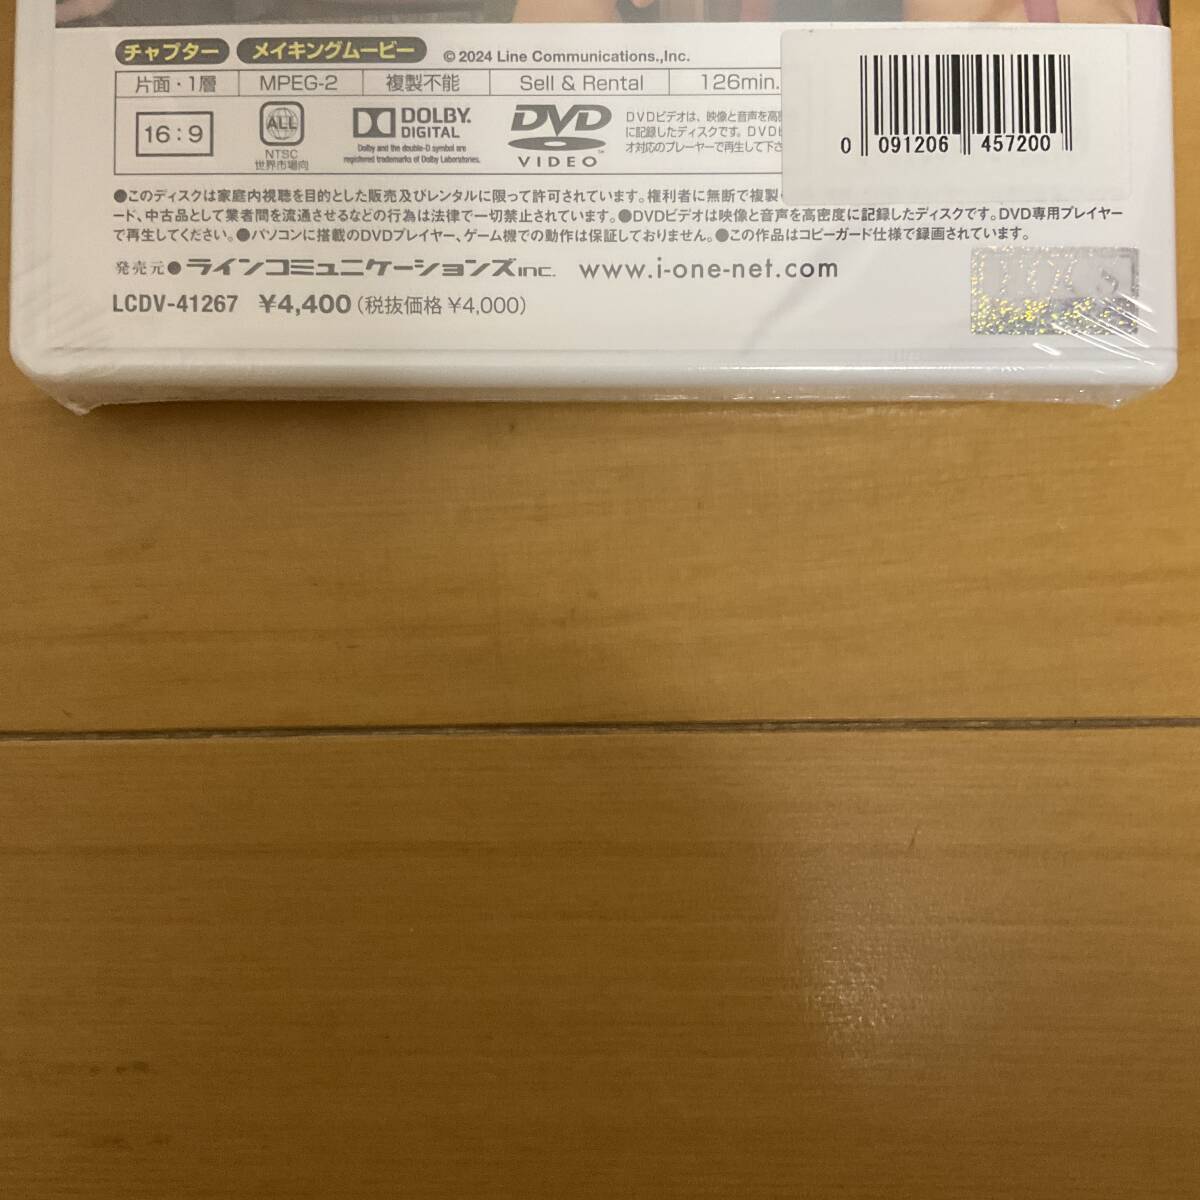 チャプター メイキングムービー ©2024 Line Communications.,Inc.
片面・1層 MPEG-2 複製不能 Sell & Rental 126min.
16:9 ALL NTSC 世界市場向
DOLBY DIGITAL
Dolby and the double-D symbol are
registered trademarks of Dolby Laboratories.
DVD VIDEO
DVDビデオは、映像と音声を高密
に記録したディスクです。DVDビ
オ対応のプレーヤーで再生して下さ
0 091206 457200
●このディスクは家庭内視聴を目的とした販売及びレンタルに限って許可されています。権利者に無断で複製
ード、中古品として業者間を流通させるなどの行為は法律で一切禁止されています。●DVDビデオは映像と音声を高密度に記録したディスクです。DVD専用プレイヤー
で再生してください。●パソコンに搭載のDVDプレイヤー、ゲーム機での動作は保証しておりません。●この作品はコピーガード仕様で録画されています。
発売元●ラインコミュニケーションズinc. www.i-one-net.com
LCDV-41267 ¥4,400(税抜価格 ¥4,000)